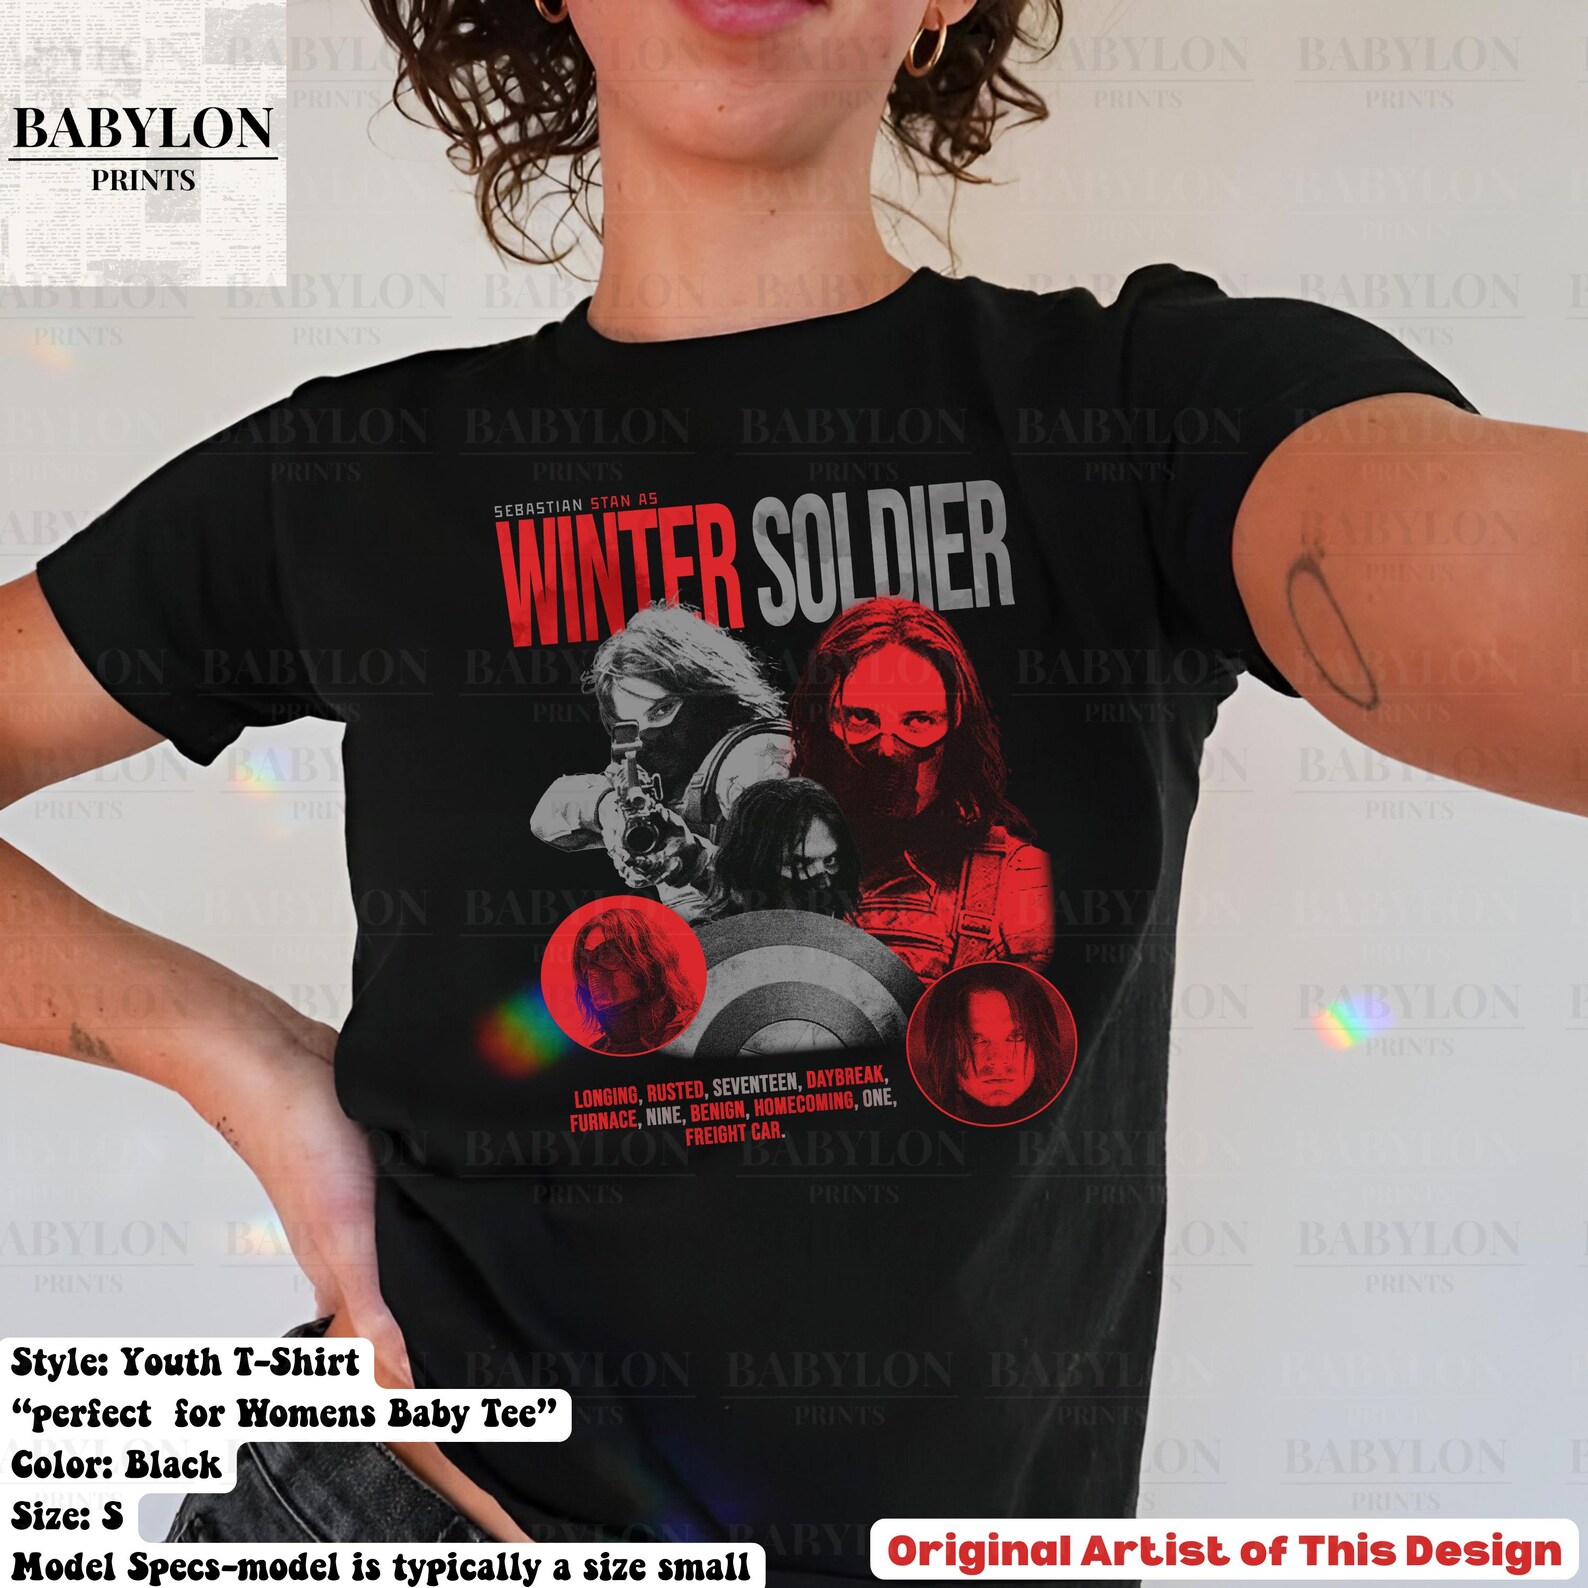 BABYLON
PRINTS
SEBASTIAN STAN AS
WINTER SOLDIER
LONGING, RUSTED, SEVENTEEN, DAYBREAK,
FURNACE, NINE, BENIGN, HOMECOMING, ONE,
FREIGHT CAR.
Style: Youth T-Shirt
“perfect for Womens Baby Tee”
Color: Black
Size: S
Model Specs-model is typically a size small
Original Artist of This Design